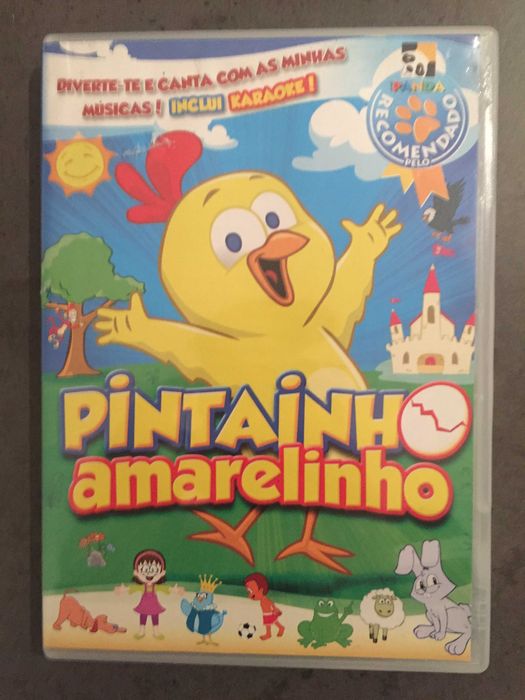 DIVERTE-TE E CANTA COM AS MINHAS
MÚSICAS! INCLUI KARAOKE!
PANDA
RECOMENDADO
PELO
PINTAINHO
amarelinho